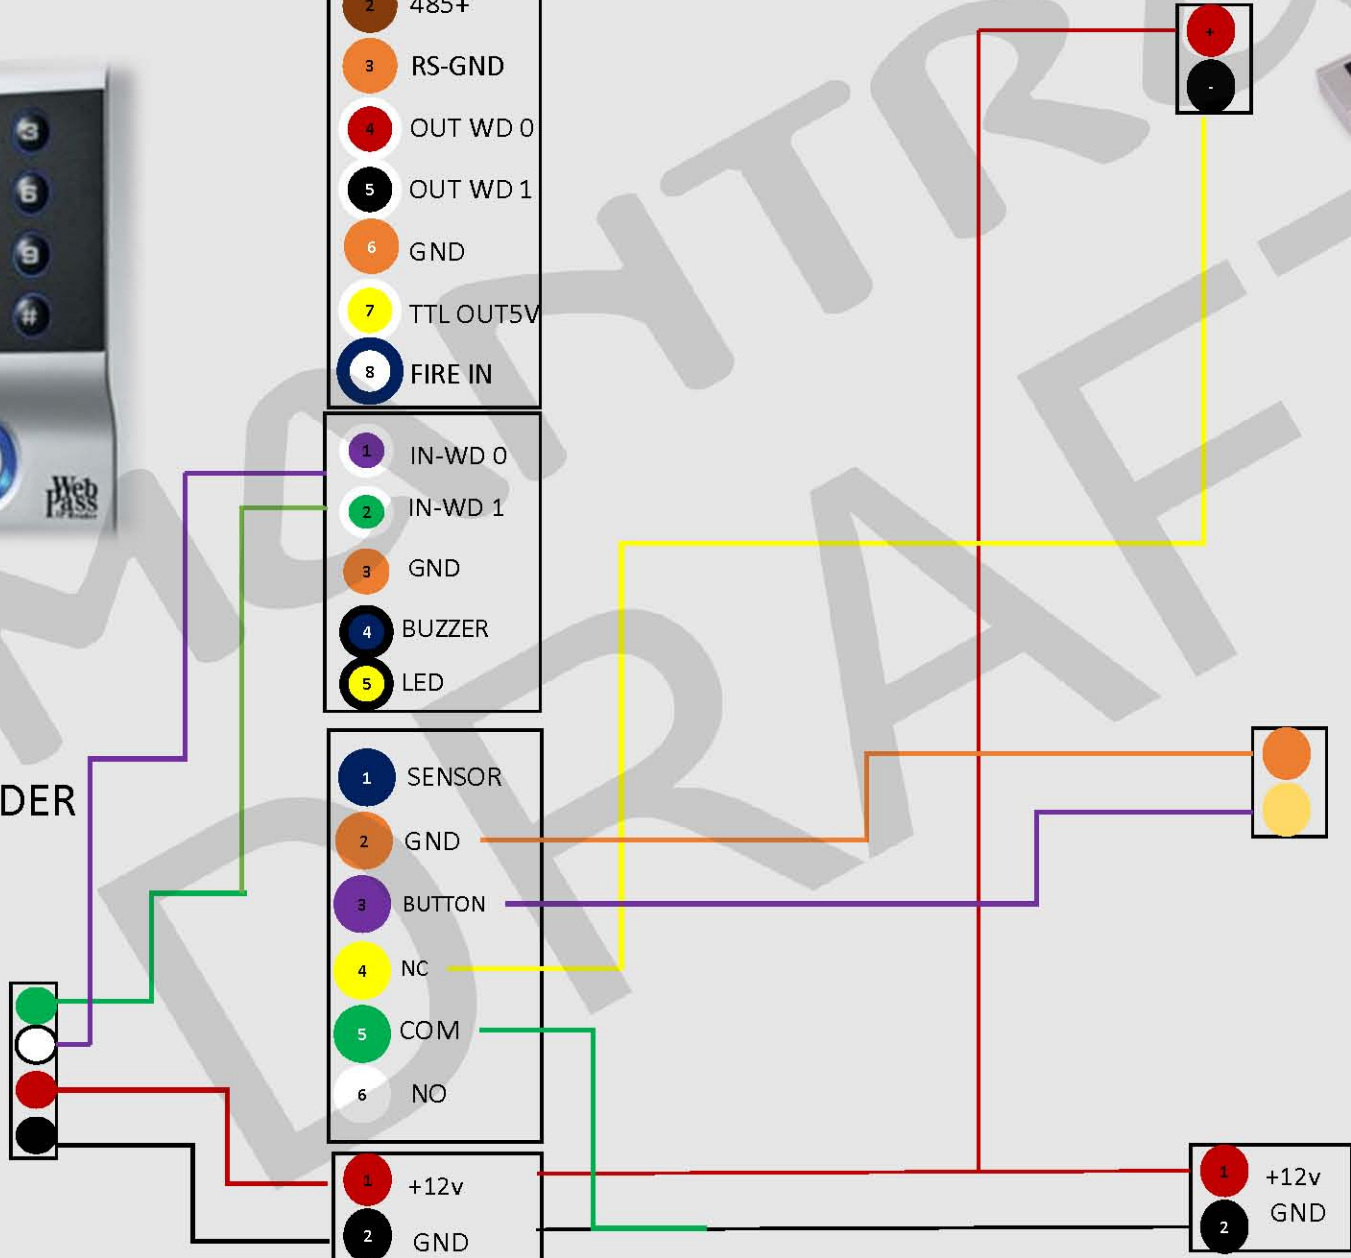 2 485+
3 RS-GND
4 OUT WD 0
5 OUT WD 1
6 GND
7 TTL OUT5V
8 FIRE IN
1 IN-WD 0
2 IN-WD 1
3 GND
4 BUZZER
5 LED
1 SENSOR
2 GND
3 BUTTON
4 NC
5 COM
6 NO
1 +12v
2 GND
+
-
1 +12v
2 GND
3
6
9
#
Web
Pass
DER
DRAF